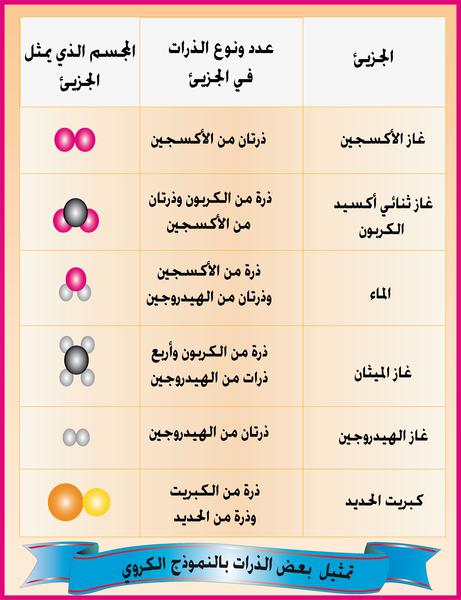 الجزيئ
عدد ونوع الذرات
في الجزيئ
المجسم الذي يمثل
الجزيئ
غاز الأكسجين
ذرتان من الأكسجين
غاز ثنائي أكسيد
الكربون
ذرة من الكربون وذرتان
من الأكسجين
الماء
ذرة من الأكسجين
وذرتان من الهيدروجين
غاز الميثان
ذرة من الكربون وأربع
ذرات من الهيدروجين
غاز الهيدروجين
ذرتان من الهيدروجين
كبريت الحديد
ذرة من الكبريت
وذرة من الحديد
تمثيل بعض الذرات بالنموذج الكروي